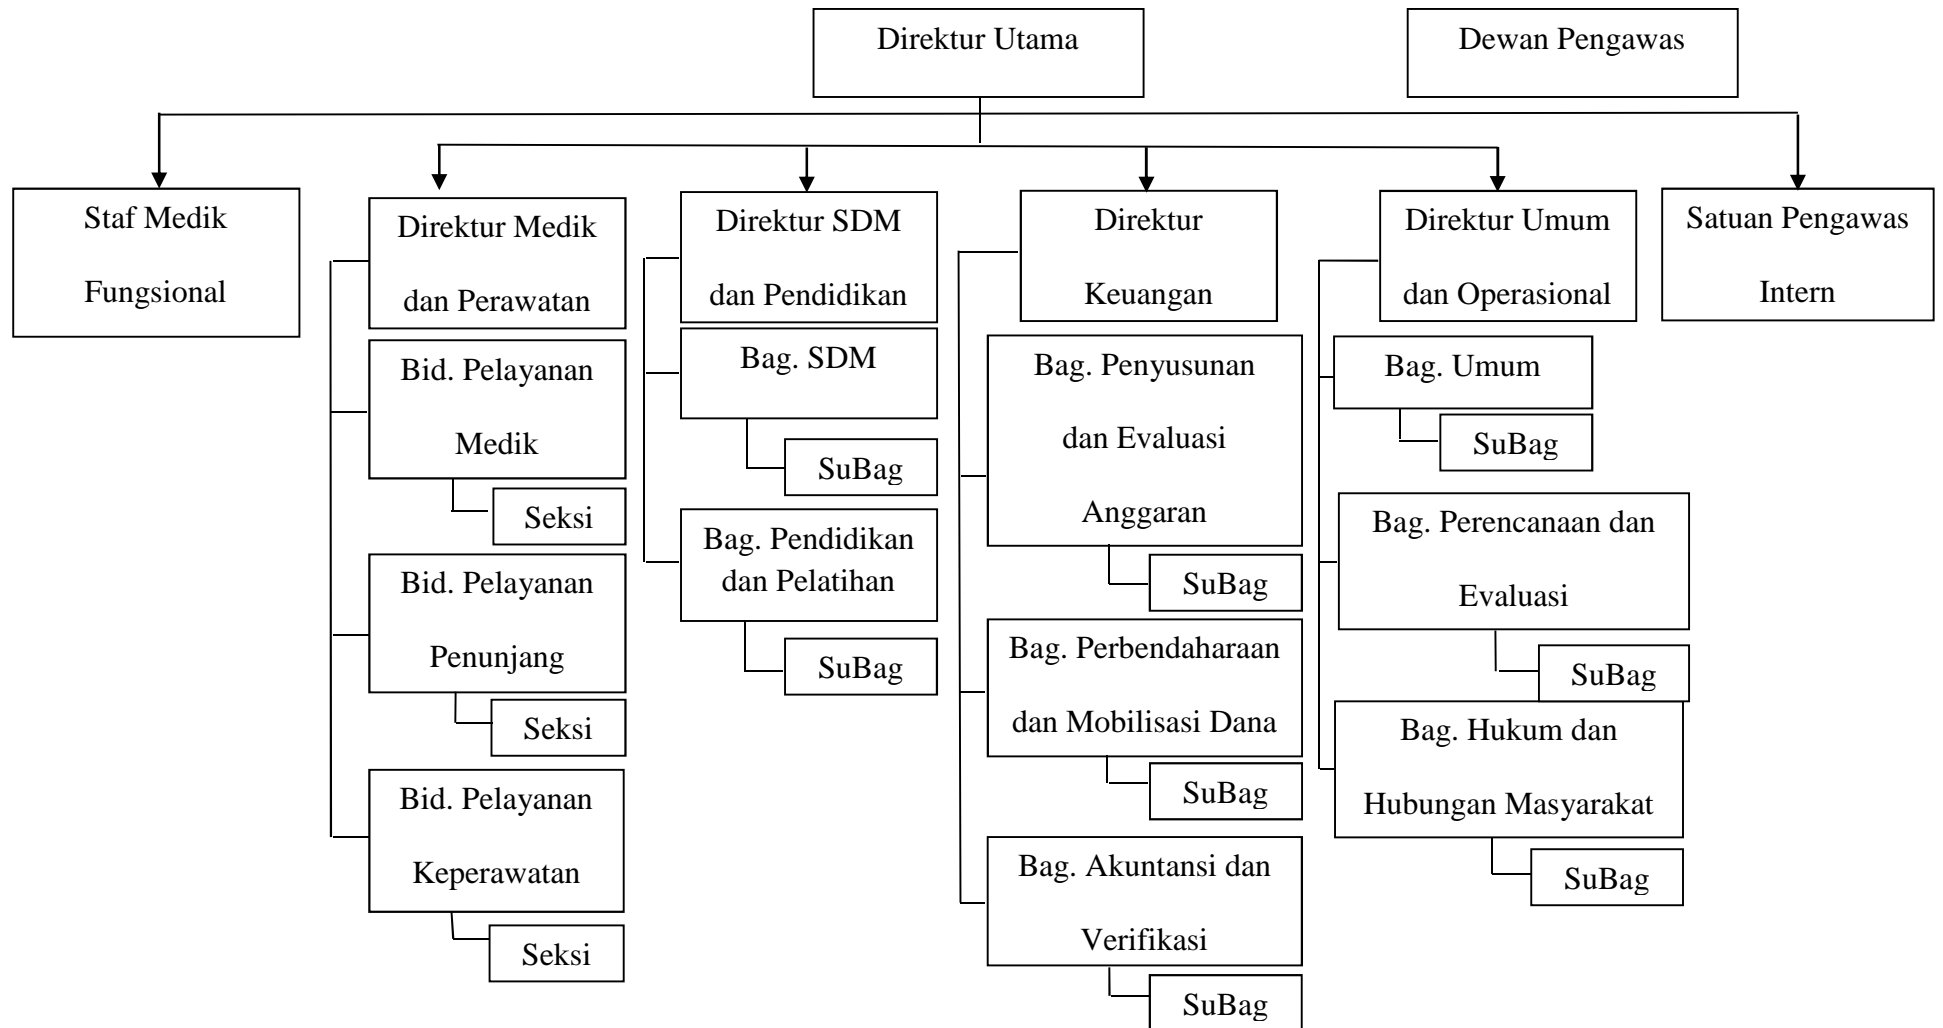 Direktur Utama
Dewan Pengawas
Staf Medik
Fungsional
Direktur Medik
dan Perawatan
Direktur SDM
dan Pendidikan
Direktur
Keuangan
Direktur Umum
dan Operasional
Satuan Pengawas
Intern
Bid. Pelayanan
Medik
Seksi
Bid. Pelayanan
Penunjang
Seksi
Bid. Pelayanan
Keperawatan
Seksi
Bag. SDM
SuBag
Bag. Pendidikan
dan Pelatihan
SuBag
Bag. Penyusunan
dan Evaluasi
Anggaran
SuBag
Bag. Perbendaharaan
dan Mobilisasi Dana
SuBag
Bag. Akuntansi dan
Verifikasi
SuBag
Bag. Umum
SuBag
Bag. Perencanaan dan
Evaluasi
SuBag
Bag. Hukum dan
Hubungan Masyarakat
SuBag